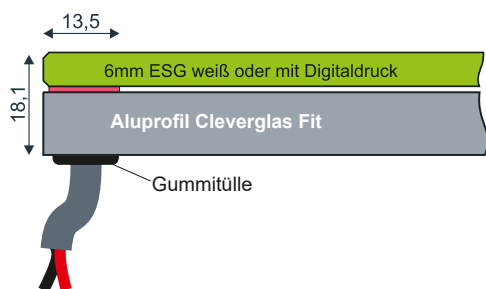 13,5
6mm ESG weiß oder mit Digitaldruck
18,1
Aluprofil Cleverglas Fit
Gummitülle